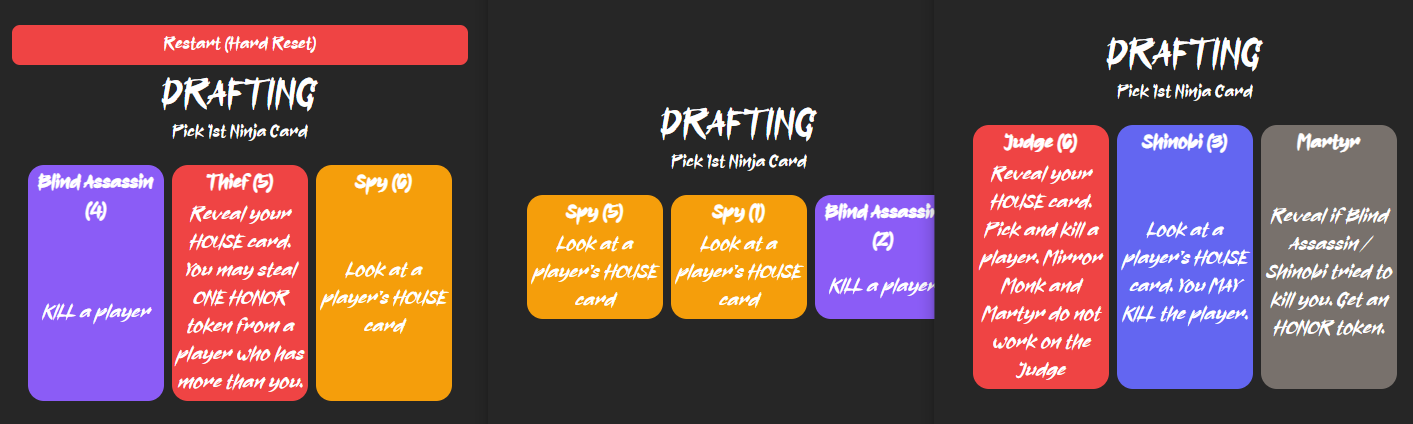 Restart (Hard Reset)
DRAFTING
Pick 1st Ninja Card
Blind Assassin
(4)
KILL a player
Thief (5)
Reveal your
HOUSE card.
You may steal
ONE HONOR
token from a
player who has
more than you.
Spy (6)
Look at a
player's HOUSE
card
DRAFTING
Pick 1st Ninja Card
Spy (5)
Look at a
player's HOUSE
card
Spy (1)
Look at a
player's HOUSE
card
Blind Assassin
(2)
KILL a player
DRAFTING
Pick 1st Ninja Card
Judge (6)
Reveal your
HOUSE card.
Pick and kill a
player. Mirror
Monk and
Martyr do not
work on the
Judge
Shinobi (3)
Look at a
player's HOUSE
card. You MAY
KILL the player.
Martyr
Reveal if Blind
Assassin /
Shinobi tried to
kill you. Get an
HONOR token.